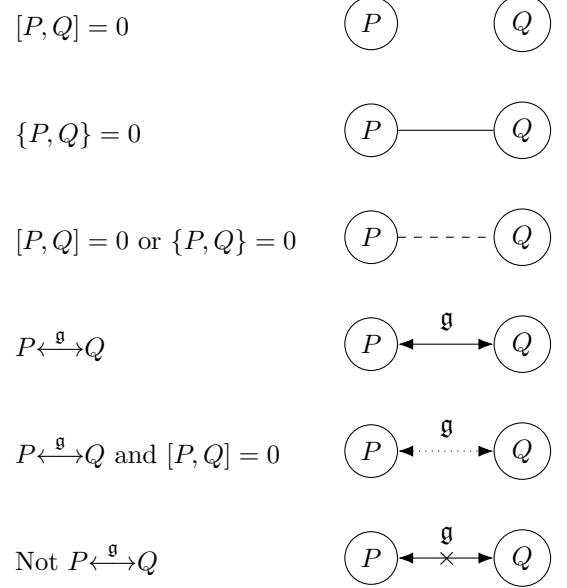 [P, Q] = 0 P Q
{P, Q} = 0 P Q
[P, Q] = 0 or {P, Q} = 0 P Q
P ⟷ 𝔤 Q P 𝔤 Q
P ⟷ 𝔤 Q and [P, Q] = 0 P 𝔤 Q
Not P ⟷ 𝔤 Q P 𝔤 Q